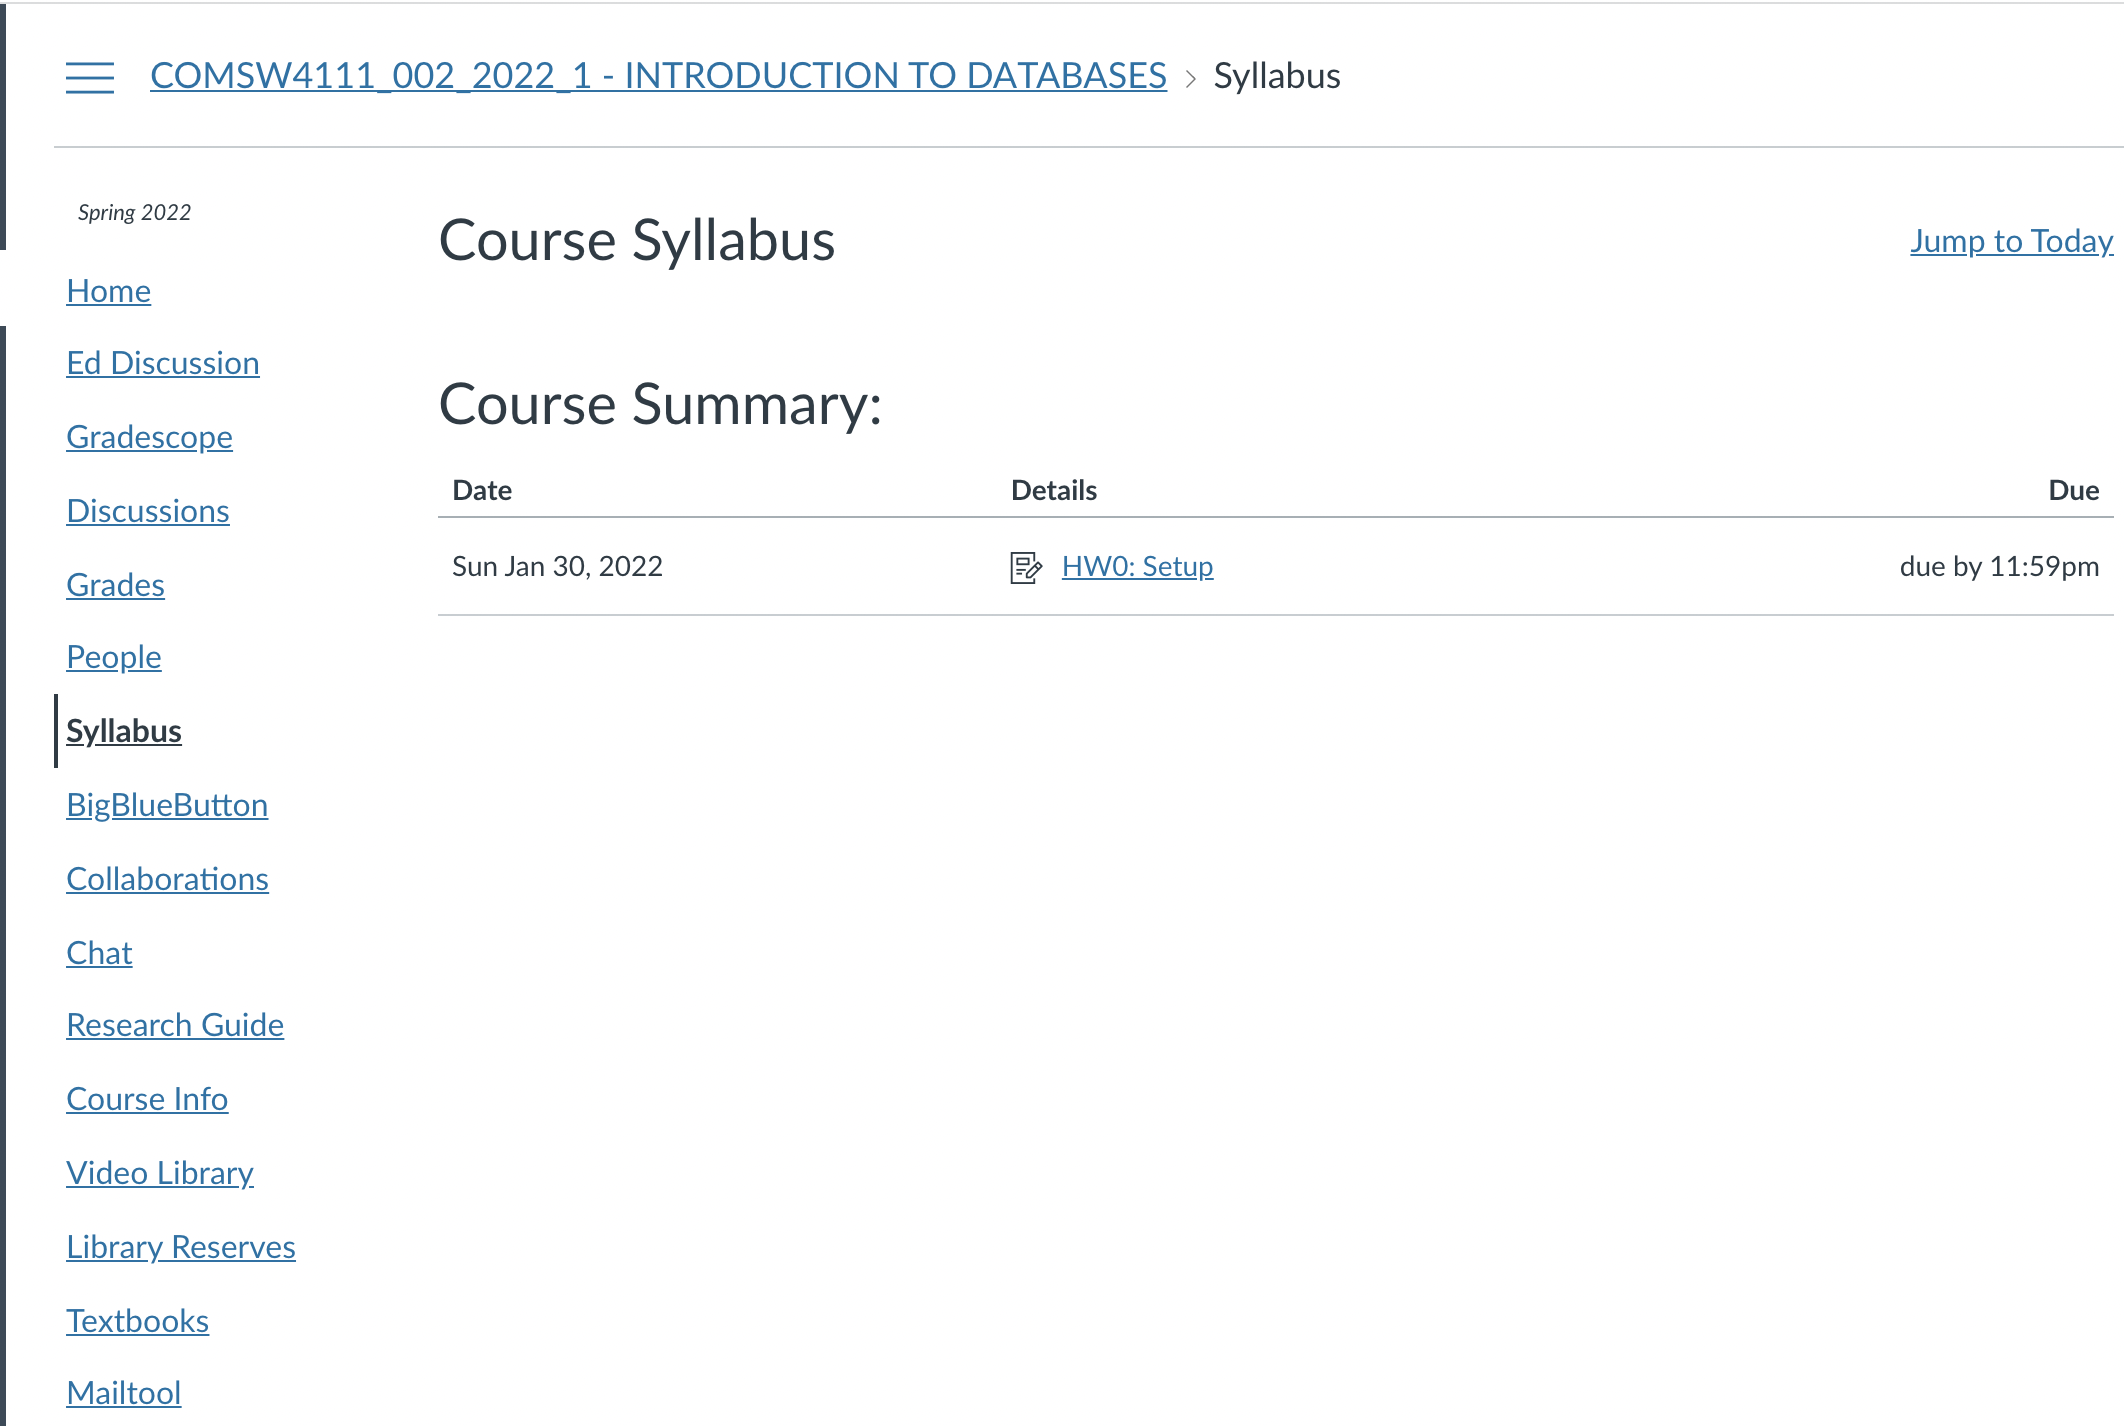 COMSW4111_002_2022_1 - INTRODUCTION TO DATABASES > Syllabus
Spring 2022
Home
Ed Discussion
Gradescope
Discussions
Grades
People
Syllabus
BigBlueButton
Collaborations
Chat
Research Guide
Course Info
Video Library
Library Reserves
Textbooks
Mailtool
Course Syllabus
Jump to Today
Course Summary:
Date Details Due
Sun Jan 30, 2022 HW0: Setup due by 11:59pm